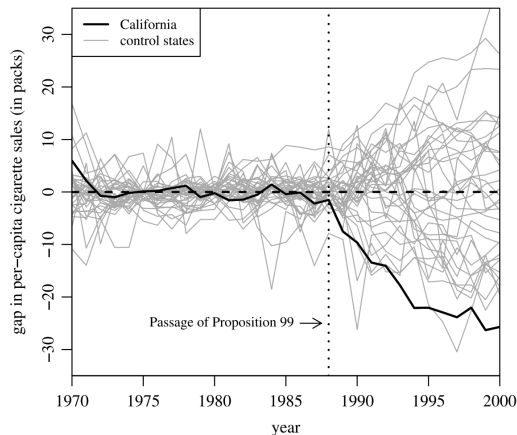 California
control states
gap in per−capita cigarette sales (in packs)
30
20
10
0
−10
−20
−30
Passage of Proposition 99
1970 1975 1980 1985 1990 1995 2000
year